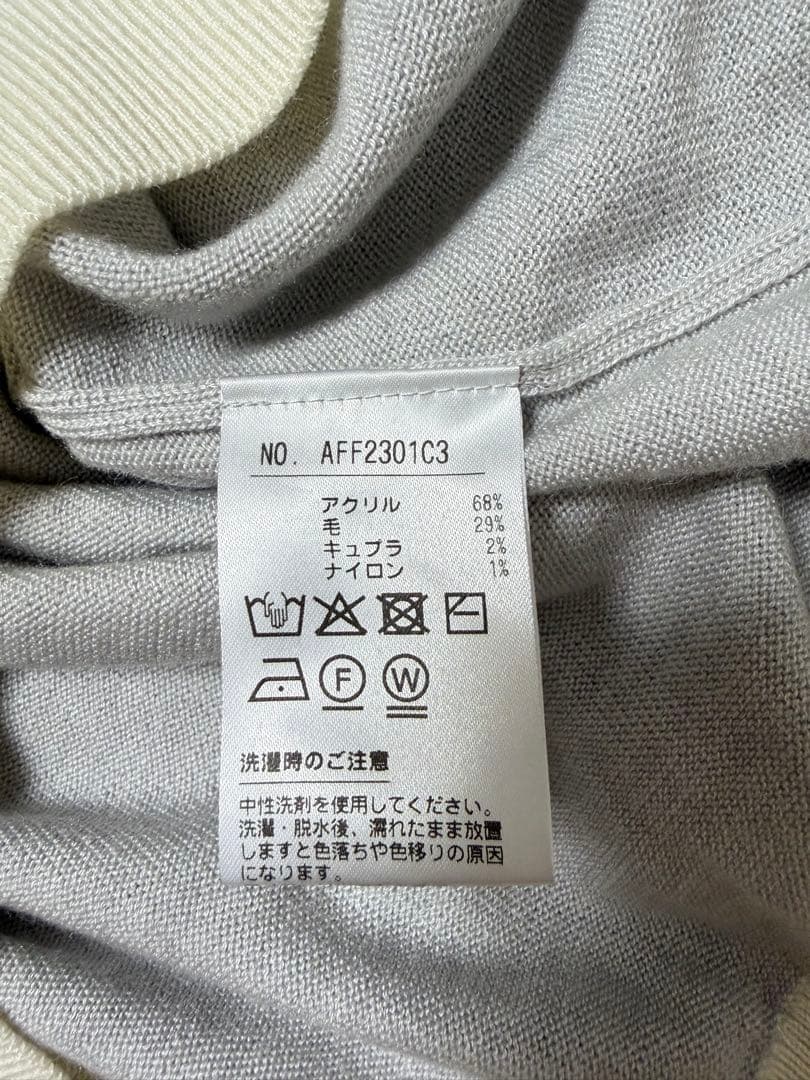 NO. AFF2301C3
アクリル 68%
毛 29%
キュプラ 2%
ナイロン 1%
F W
洗濯時のご注意
中性洗剤を使用してください。
洗濯・脱水後、濡れたまま放置
しますと色落ちや色移りの原因
になります。